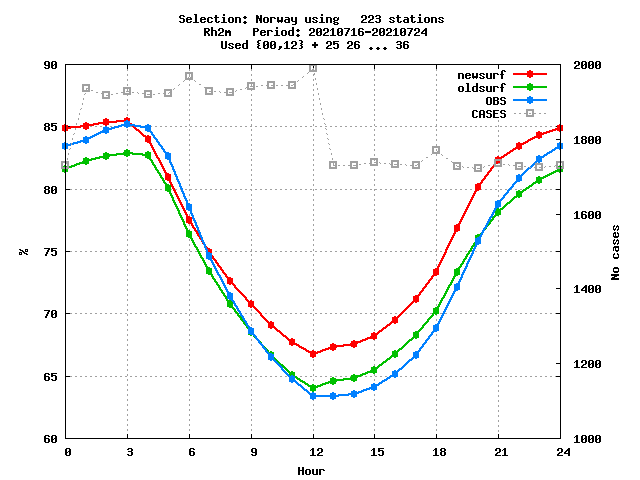 Selection: Norway using   223 stations
Rh2m   Period: 20210716-20210724
Used {00,12} + 25 26 ... 36
90
85
80
75
70
65
60
%
2000
1800
1600
1400
1200
1000
No cases
newsurf
oldsurf
OBS
CASES
0 3 6 9 12 15 18 21 24
Hour